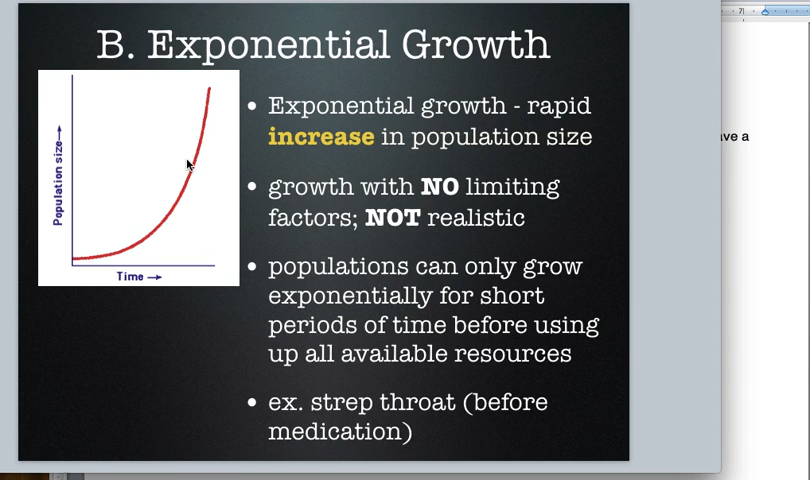 B. Exponential Growth
Population size→
Time →
• Exponential growth - rapid
increase in population size
• growth with NO limiting
factors; NOT realistic
• populations can only grow
exponentially for short
periods of time before using
up all available resources
• ex. strep throat (before
medication)
7
a